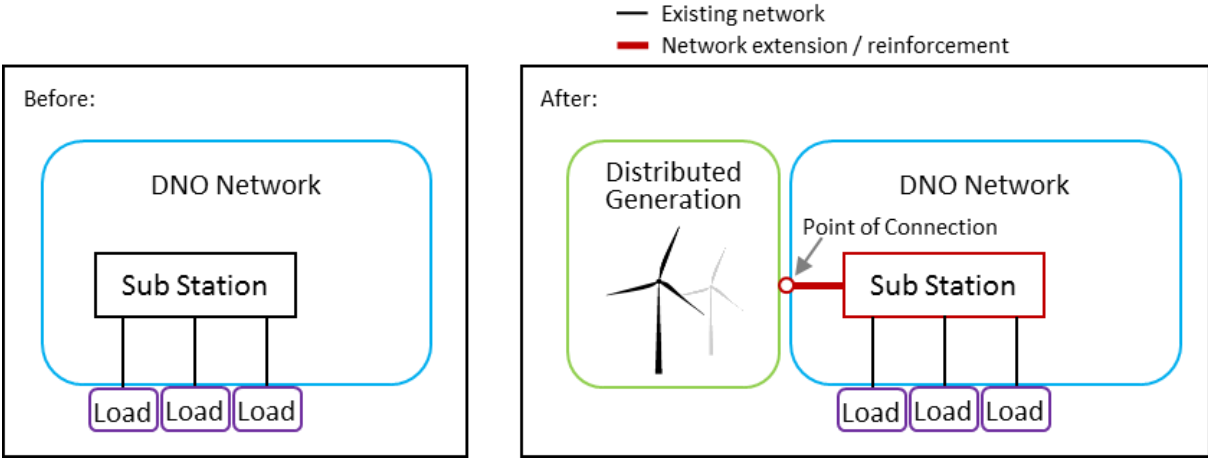 Existing network
Network extension / reinforcement
Before:
DNO Network
Sub Station
Load
Load
Load
After:
Distributed
Generation
DNO Network
Point of Connection
Sub Station
Load
Load
Load